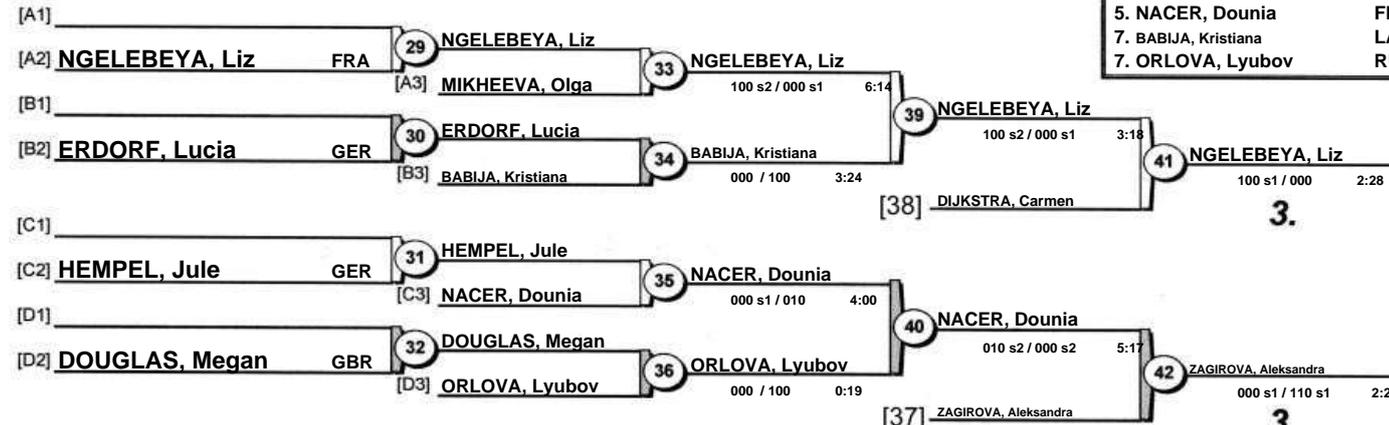 [A1]
5. NACER, Dounia
[A2] NGELEBEYA, Liz FRA 29 NGELEBEYA, Liz
7. BABIJA, Kristiana
7. ORLOVA, Lyubov
[A3] MIKHEEVA, Olga 33 NGELEBEYA, Liz
100 s2 / 000 s1 6:14
[B1]
39 NGELEBEYA, Liz
100 s2 / 000 s1 3:18
[B2] ERDORF, Lucia GER 30 ERDORF, Lucia
34 BABIJA, Kristiana
000 / 100 3:24
[B3] BABIJA, Kristiana
41 NGELEBEYA, Liz
100 s1 / 000 2:28
[38] DIJKSTRA, Carmen
3.
[C1]
[C2] HEMPEL, Jule GER 31 HEMPEL, Jule
[C3] NACER, Dounia 35 NACER, Dounia
000 s1 / 010 4:00
[D1]
40 NACER, Dounia
010 s2 / 000 s2 5:17
[D2] DOUGLAS, Megan GBR 32 DOUGLAS, Megan
[D3] ORLOVA, Lyubov 36 ORLOVA, Lyubov
000 / 100 0:19
42 ZAGIROVA, Aleksandra
000 s1 / 110 s1
[37] ZAGIROVA, Aleksandra
3